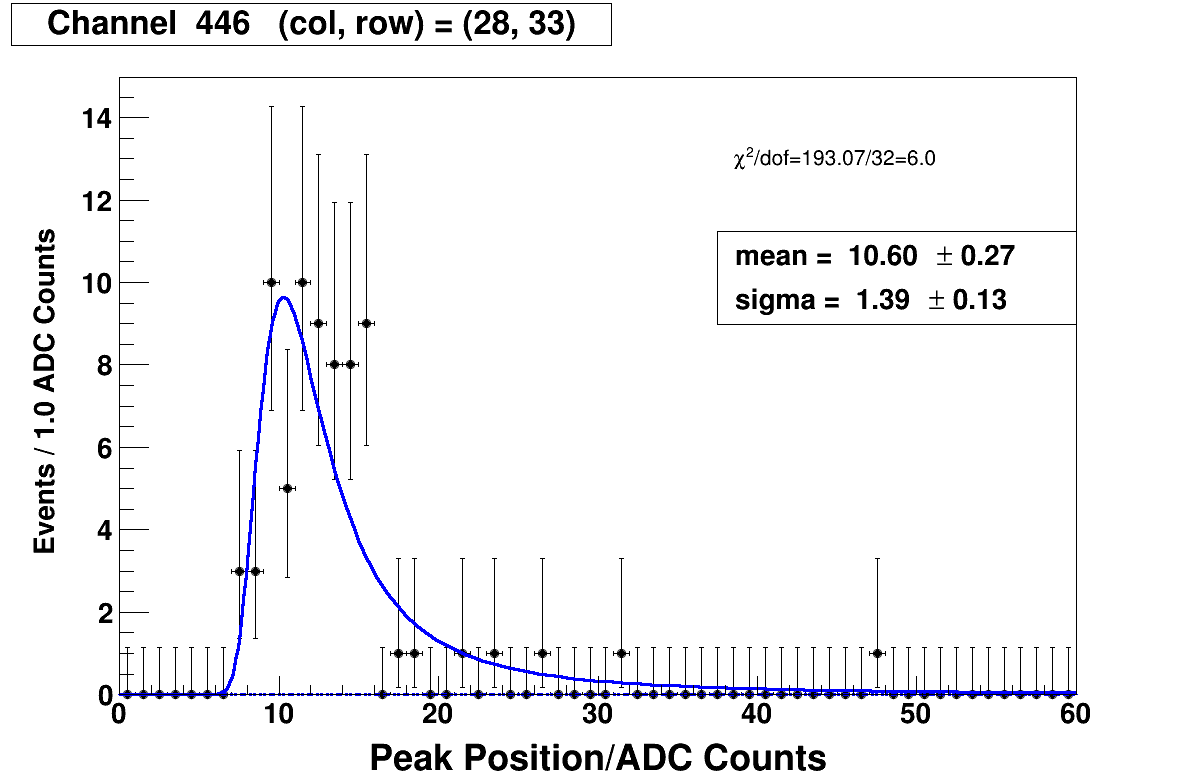 Channel 446 (col, row) = (28, 33)
χ²/dof=193.07/32=6.0
mean = 10.60 ± 0.27
sigma = 1.39 ± 0.13
Events / 1.0 ADC Counts
14
12
10
8
6
4
2
0
0 10 20 30 40 50 60
Peak Position/ADC Counts